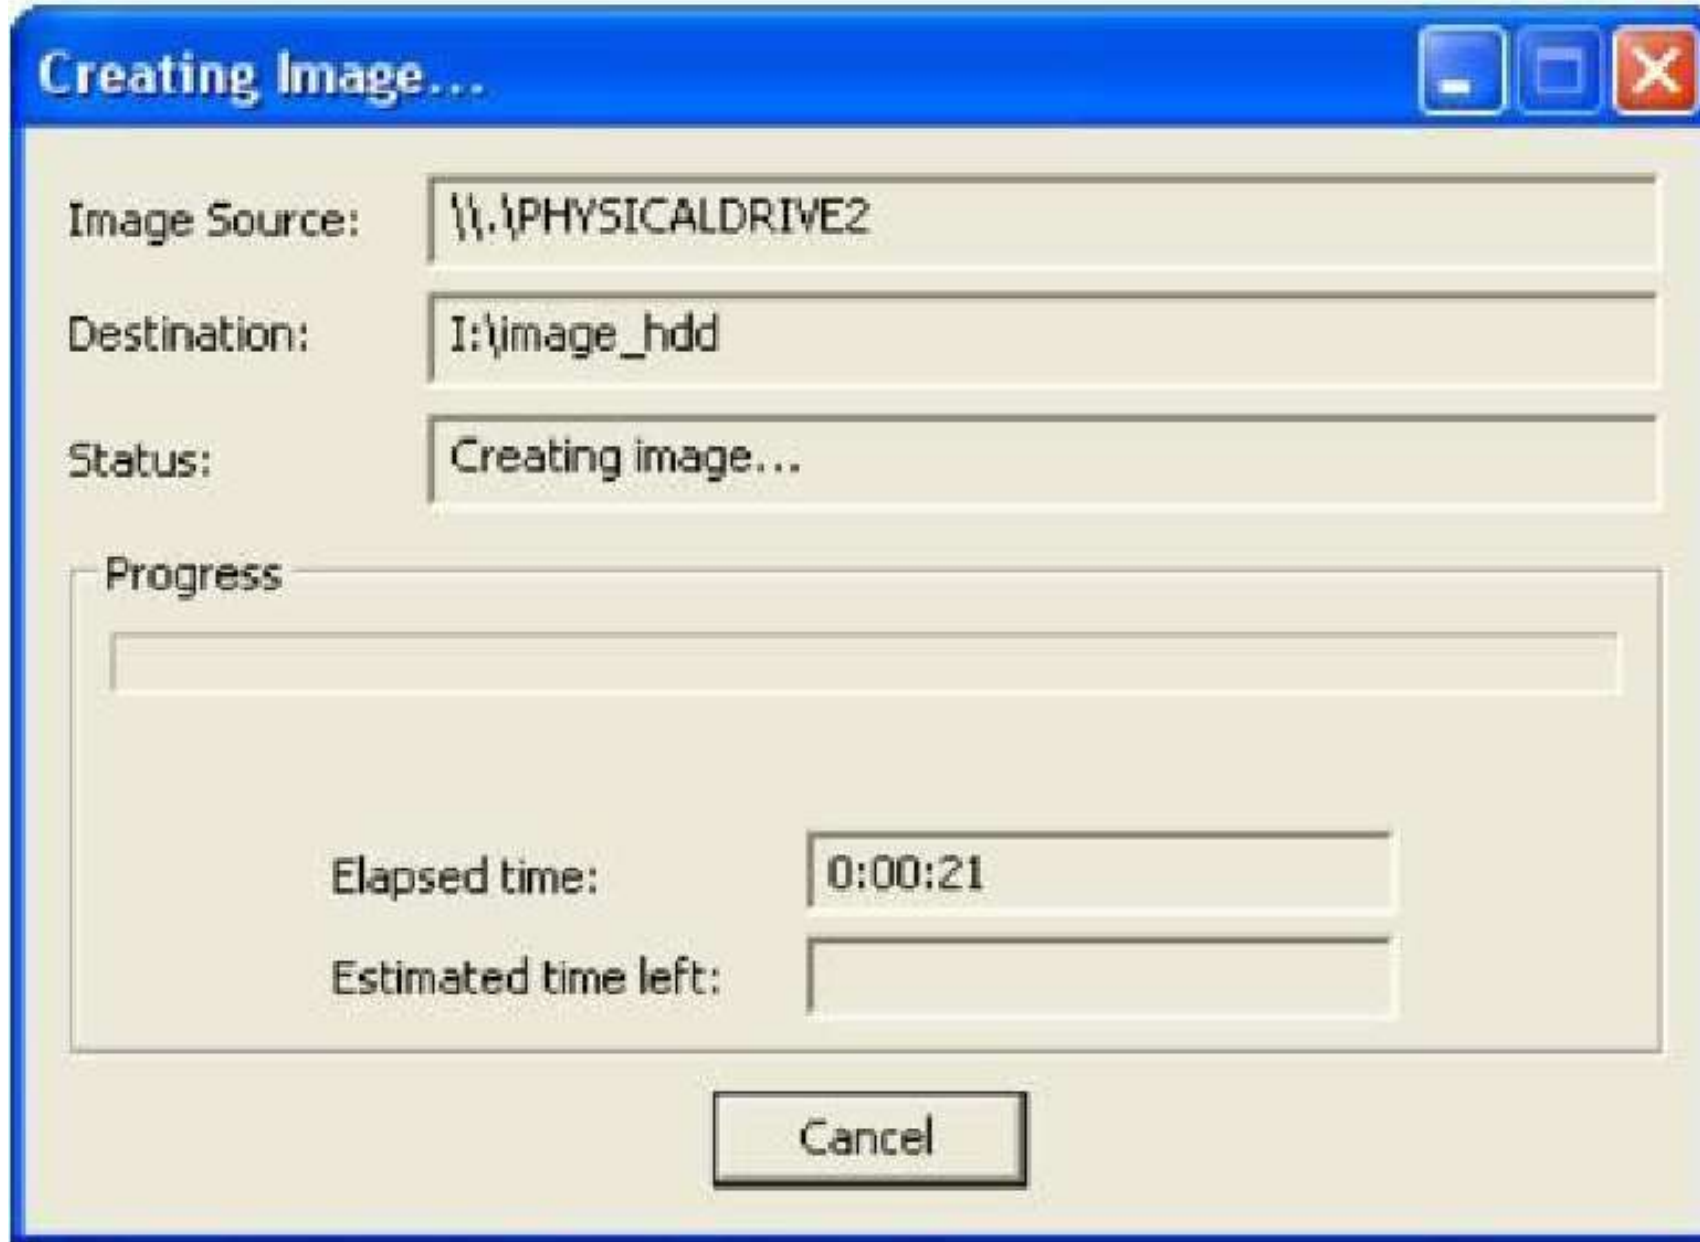 Creating Image...
Image Source: \\.\PHYSICALDRIVE2
Destination: I:\image_hdd
Status: Creating image...
Progress
Elapsed time: 0:00:21
Estimated time left:
Cancel